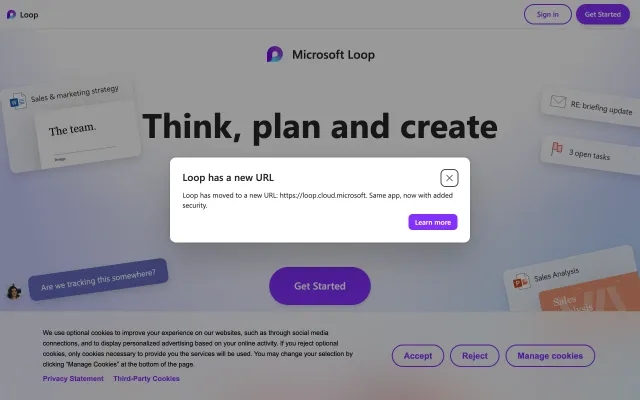 Loop
Sign in
Get Started
Microsoft Loop
Sales & marketing strategy
The team.
RE: briefing update
3 open tasks
Think, plan and create
Loop has a new URL
Loop has moved to a new URL: https://loop.cloud.microsoft. Same app, now with added
security.
Learn more
Are we tracking this somewhere?
Get Started
Sales Analysis
Sales
We use optional cookies to improve your experience on our websites, such as through social media
connections, and to display personalized advertising based on your online activity. If you reject optional
cookies, only cookies necessary to provide you the services will be used. You may change your selection by
clicking "Manage Cookies" at the bottom of the page.
Privacy Statement
Third-Party Cookies
Accept
Reject
Manage cookies